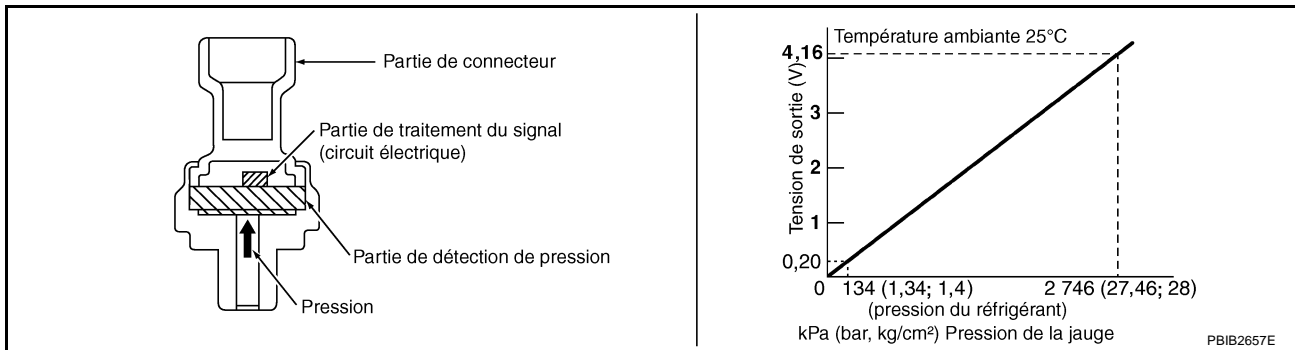 Partie de connecteur
Partie de traitement du signal
(circuit électrique)
Partie de détection de pression
Pression
Température ambiante 25°C
Tension de sortie (V)
4,16
3
2
1
0,20
0 134 (1,34; 1,4) 2 746 (27,46; 28)
(pression du réfrigérant)
kPa (bar, kg/cm²) Pression de la jauge
PBIB2657E